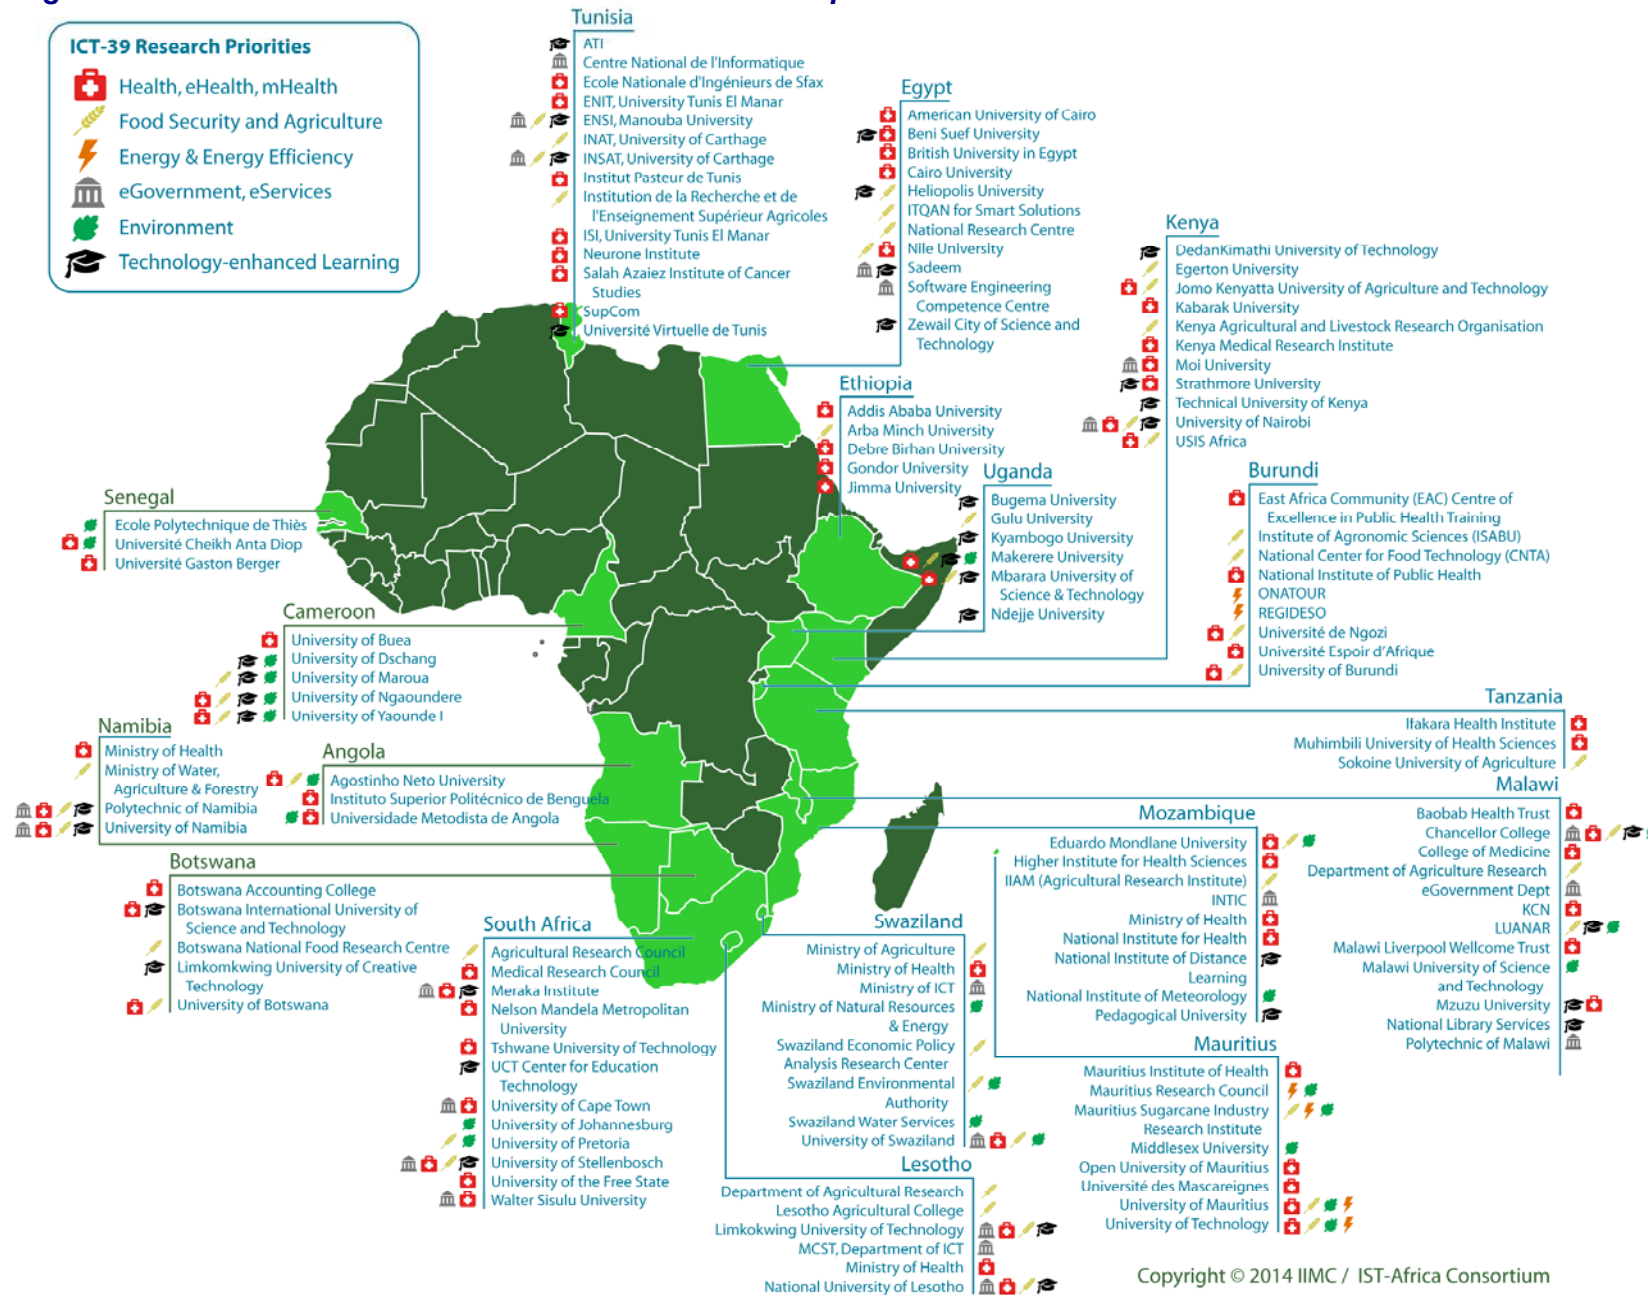 ICT-39 Research Priorities
Health, eHealth, mHealth
Food Security and Agriculture
Energy & Energy Efficiency
eGovernment, eServices
Environment
Technology-enhanced Learning
Tunisia
ATI
Centre National de l'Informatique
Ecole Nationale d'Ingénieurs de Sfax
ENIT, University Tunis El Manar
ENSI, Manouba University
INAT, University of Carthage
INSAT, University of Carthage
Institut Pasteur de Tunis
Institution de la Recherche et de
l'Enseignement Supérieur Agricoles
ISI, University Tunis El Manar
Neurone Institute
Salah Azaiez Institute of Cancer
Studies
SupCom
Université Virtuelle de Tunis
Egypt
American University of Cairo
Beni Suef University
British University in Egypt
Cairo University
Heliopolis University
ITQAN for Smart Solutions
National Research Centre
Nile University
Sadeem
Software Engineering
Competence Centre
Zewail City of Science and
Technology
Kenya
DedanKimathi University of Technology
Egerton University
Jomo Kenyatta University of Agriculture and Technology
Kabarak University
Kenya Agricultural and Livestock Research Organisation
Kenya Medical Research Institute
Moi University
Strathmore University
Technical University of Kenya
University of Nairobi
USIS Africa
Ethiopia
Addis Ababa University
Arba Minch University
Debre Birhan University
Gondor University
Jimma University
Uganda
Bugema University
Gulu University
Kyambogo University
Makerere University
Mbarara University of
Science & Technology
Ndejje University
Burundi
East Africa Community (EAC) Centre of
Excellence in Public Health Training
Institute of Agronomic Sciences (ISABU)
National Center for Food Technology (CNTA)
National Institute of Public Health
ONATOUR
REGIDESO
Université de Ngozi
Université Espoir d'Afrique
University of Burundi
Senegal
Ecole Polytechnique de Thiès
Université Cheikh Anta Diop
Université Gaston Berger
Cameroon
University of Buea
University of Dschang
University of Maroua
University of Ngaoundere
University of Yaounde I
Tanzania
Ifakara Health Institute
Muhimbili University of Health Sciences
Sokoine University of Agriculture
Namibia
Ministry of Health
Ministry of Water,
Agriculture & Forestry
Polytechnic of Namibia
University of Namibia
Angola
Agostinho Neto University
Instituto Superior Politécnico de Benguela
Universidade Metodista de Angola
Malawi
Baobab Health Trust
Chancellor College
College of Medicine
Department of Agriculture Research
eGovernment Dept
KCN
LUANAR
Malawi Liverpool Wellcome Trust
Malawi University of Science
and Technology
Mzuzu University
National Library Services
Polytechnic of Malawi
Mozambique
Eduardo Mondlane University
Higher Institute for Health Sciences
IIAM (Agricultural Research Institute)
INTIC
Ministry of Health
National Institute for Health
National Institute of Distance
Learning
National Institute of Meteorology
Pedagogical University
Botswana
Botswana Accounting College
Botswana International University of
Science and Technology
Botswana National Food Research Centre
Limkomkwing University of Creative
Technology
University of Botswana
South Africa
Agricultural Research Council
Medical Research Council
Meraka Institute
Nelson Mandela Metropolitan
University
Tshwane University of Technology
UCT Center for Education
Technology
University of Cape Town
University of Johannesburg
University of Pretoria
University of Stellenbosch
University of the Free State
Walter Sisulu University
Swaziland
Ministry of Agriculture
Ministry of Health
Ministry of ICT
Ministry of Natural Resources
& Energy
Swaziland Economic Policy
Analysis Research Center
Swaziland Environmental
Authority
Swaziland Water Services
University of Swaziland
Mauritius
Mauritius Institute of Health
Mauritius Research Council
Mauritius Sugarcane Industry
Research Institute
Middlesex University
Open University of Mauritius
Université des Mascareignes
University of Mauritius
University of Technology
Lesotho
Department of Agricultural Research
Lesotho Agricultural College
Limkokwing University of Technology
MCST, Department of ICT
Ministry of Health
National University of Lesotho
Copyright © 2014 IIMC / IST-Africa Consortium